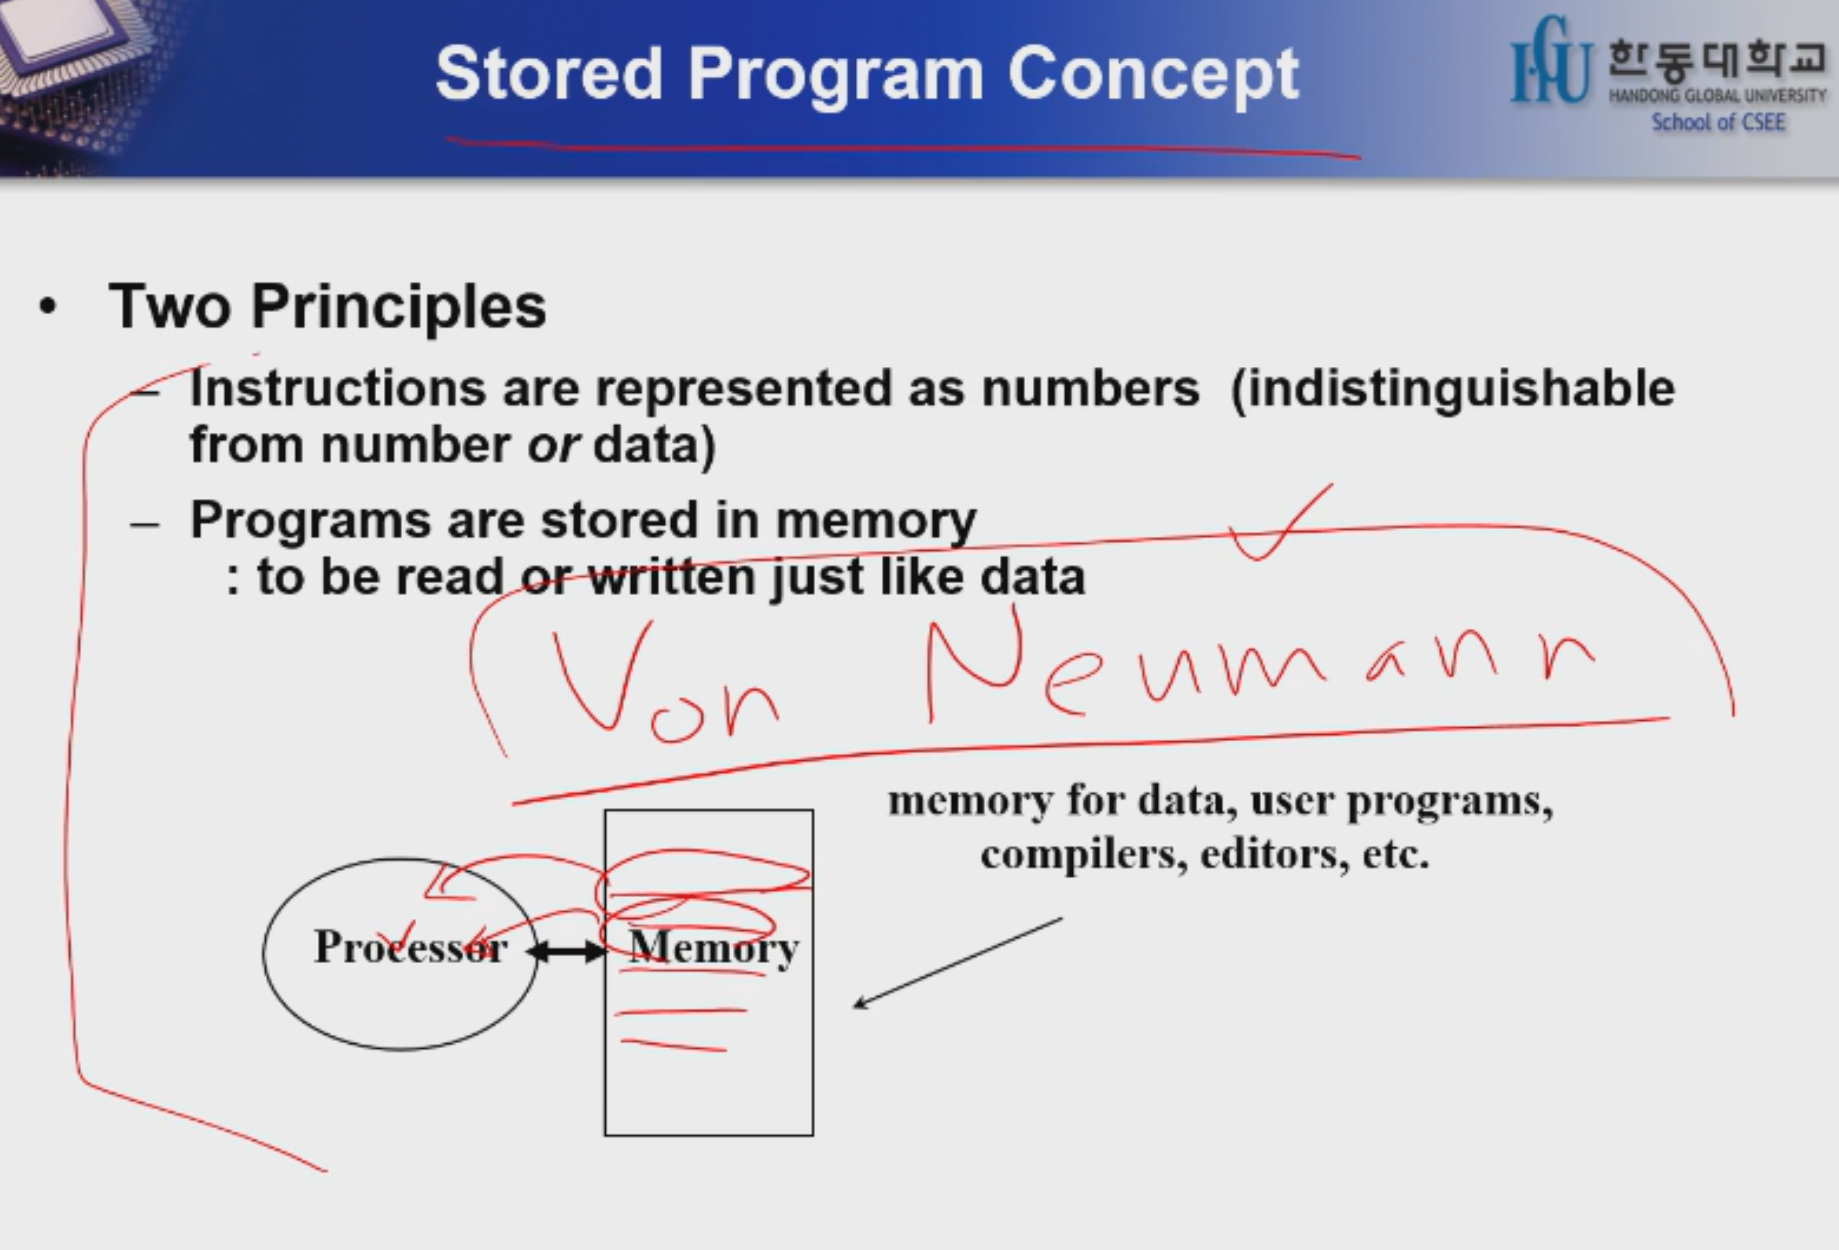 Stored Program Concept
한동대학교
HANDONG GLOBAL UNIVERSITY
School of CSEE
• Two Principles
– Instructions are represented as numbers (indistinguishable
from number or data)
– Programs are stored in memory
: to be read or written just like data
Von Neumann
memory for data, user programs,
compilers, editors, etc.
Processor
Memory